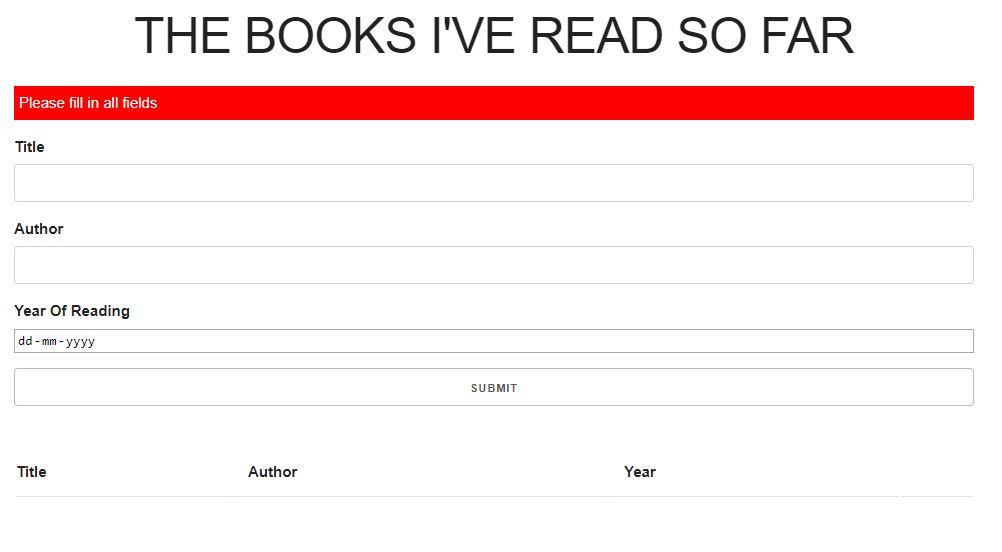 THE BOOKS I'VE READ SO FAR
Please fill in all fields
Title
Author
Year Of Reading
dd-mm-yyyy
SUBMIT
Title Author Year